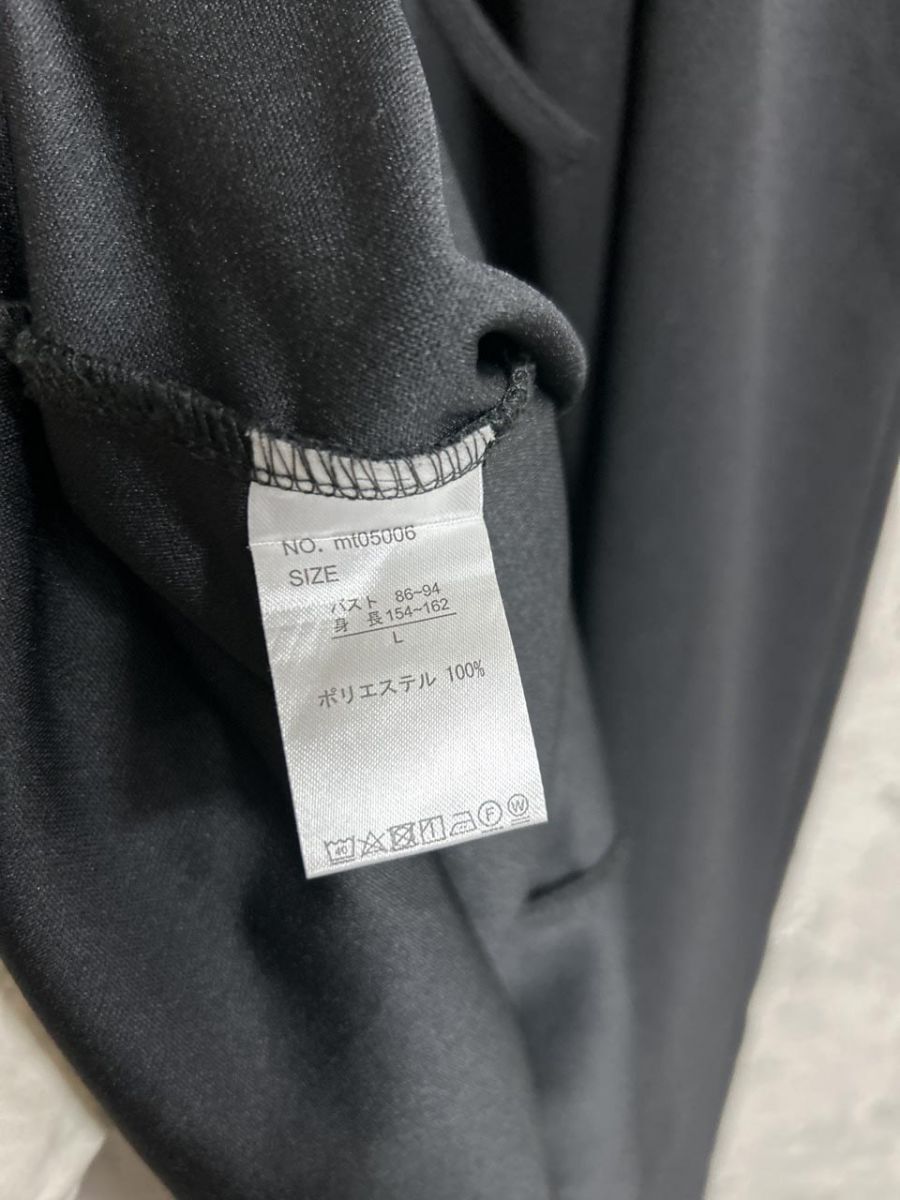 NO. mt05006
SIZE
バスト 86~94
身 長 154~162
L
ポリエステル 100%
40 F W